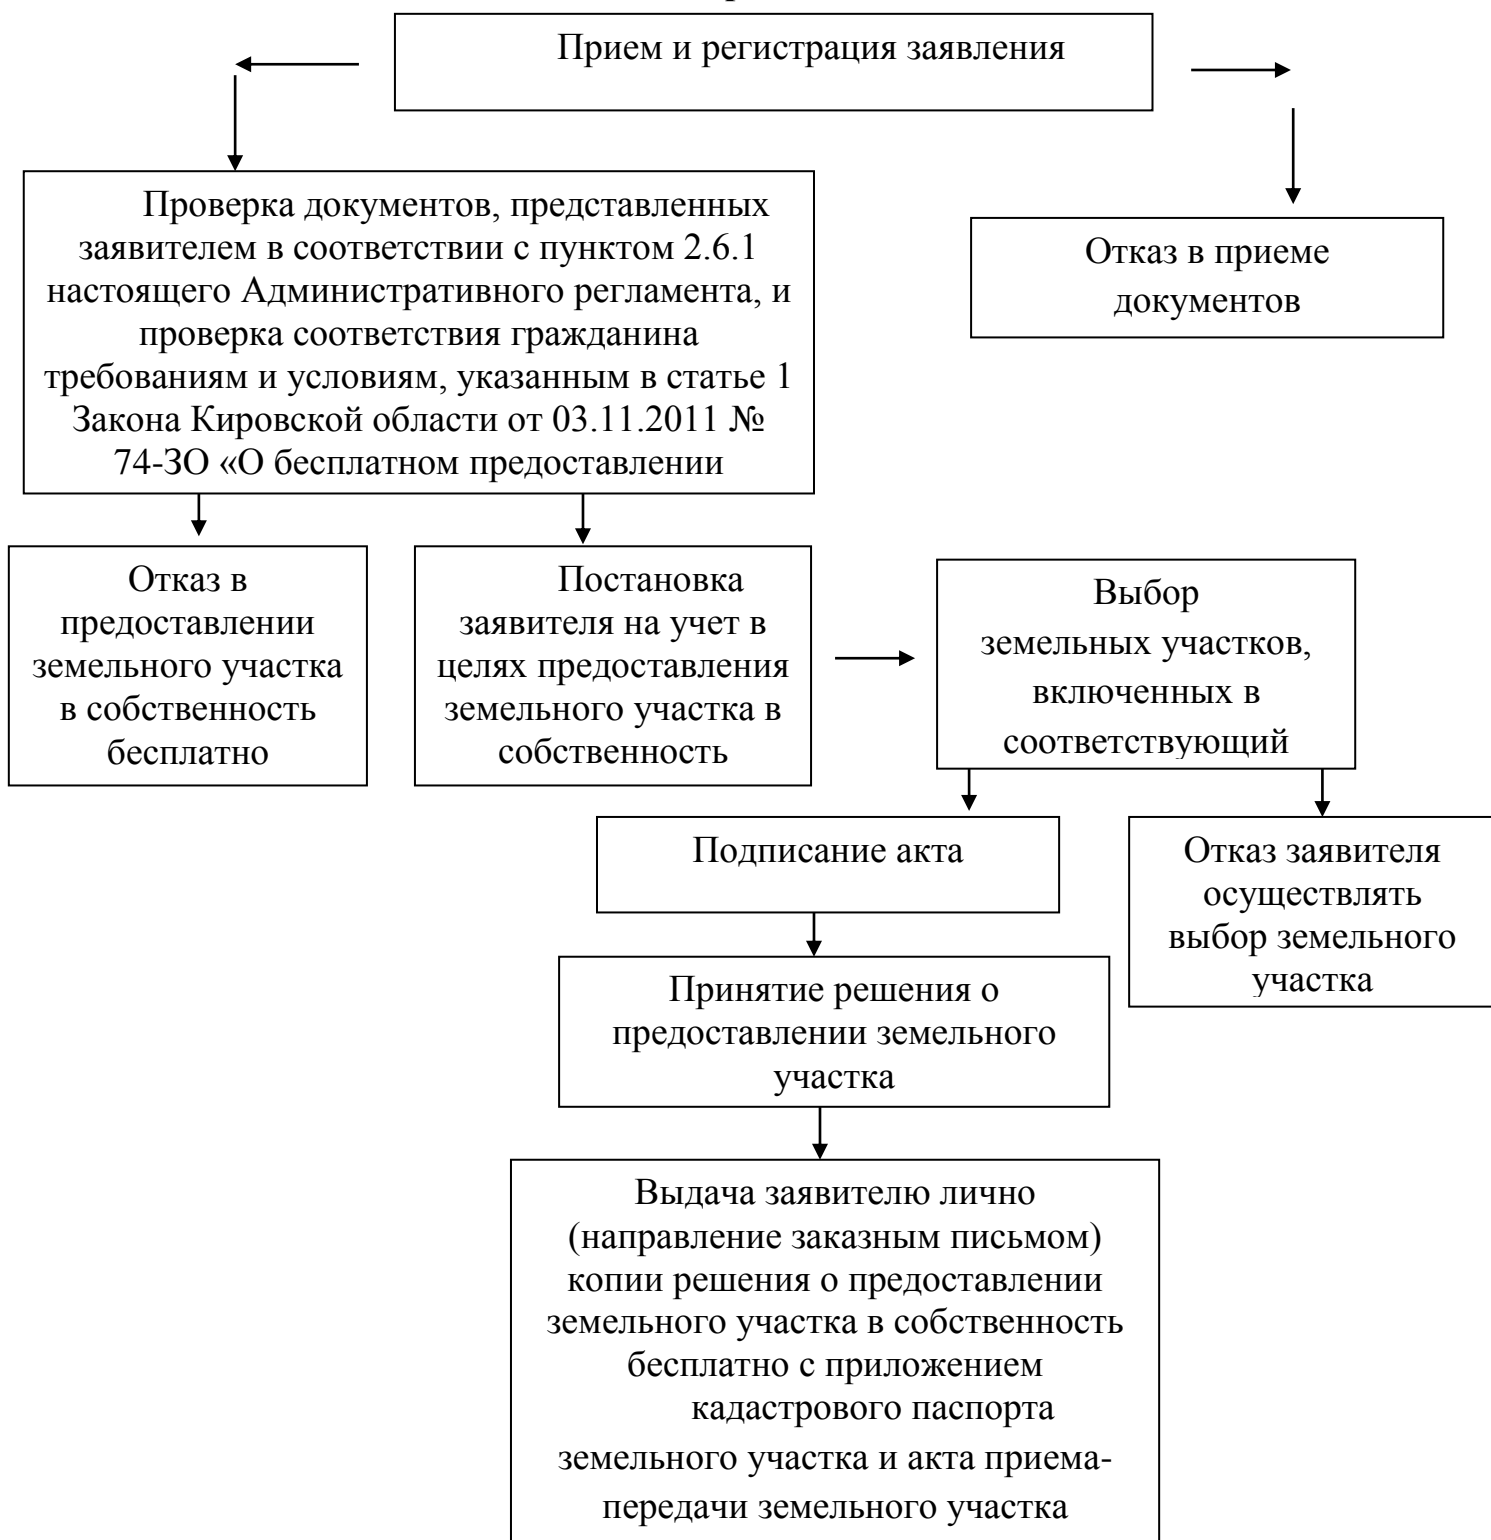 Прием и регистрация заявления
Проверка документов, представленных
заявителем в соответствии с пунктом 2.6.1
настоящего Административного регламента, и
проверка соответствия гражданина
требованиям и условиям, указанным в статье 1
Закона Кировской области от 03.11.2011 №
74-ЗО «О бесплатном предоставлении
Отказ в приеме
документов
Отказ в
предоставлении
земельного участка
в собственность
бесплатно
Постановка
заявителя на учет в
целях предоставления
земельного участка в
собственность
Выбор
земельных участков,
включенных в
соответствующий
Подписание акта
Отказ заявителя
осуществлять
выбор земельного
участка
Принятие решения о
предоставлении земельного
участка
Выдача заявителю лично
(направление заказным письмом)
копии решения о предоставлении
земельного участка в собственность
бесплатно с приложением
кадастрового паспорта
земельного участка и акта приема-
передачи земельного участка